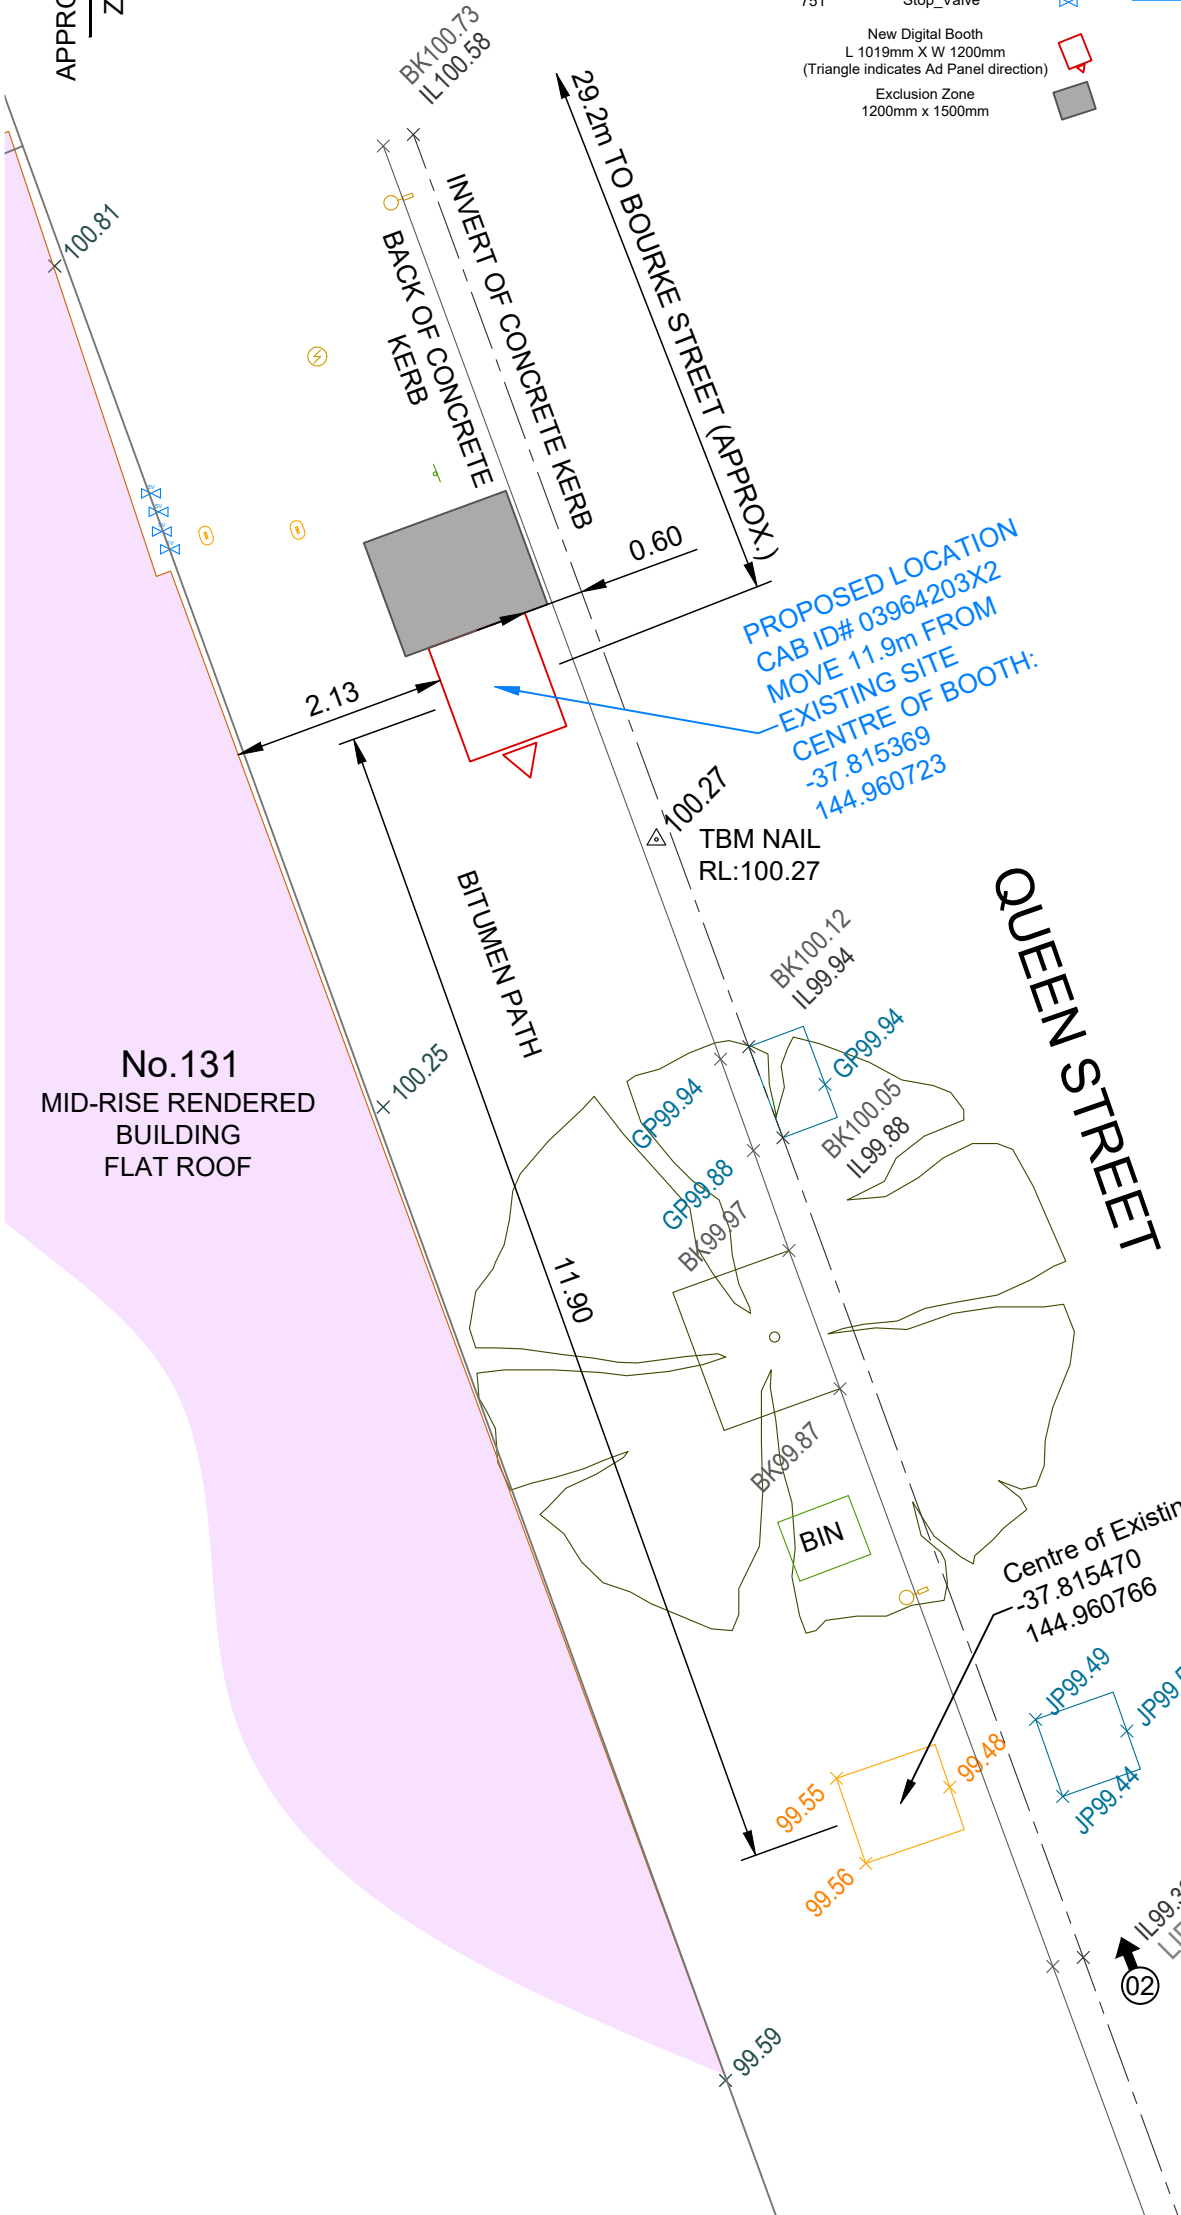 751 Stop_Valve
New Digital Booth
L 1019mm X W 1200mm
(Triangle indicates Ad Panel direction)
Exclusion Zone
1200mm x 1500mm
BK100.73
IL100.58
29.2m TO BOURKE STREET (APPROX.)
INVERT OF CONCRETE KERB
BACK OF CONCRETE
KERB
100.81
0.60
PROPOSED LOCATION
CAB ID# 03964203X2
MOVE 11.9m FROM
EXISTING SITE
CENTRE OF BOOTH:
-37.815369
144.960723
2.13
100.27
TBM NAIL
RL:100.27
BITUMEN PATH
QUEEN STREET
BK100.12
IL99.94
GP99.94
No.131
MID-RISE RENDERED
BUILDING
FLAT ROOF
100.25
GP99.94
BK100.05
IL99.88
GP99.88
BK99.97
11.90
BK99.87
BIN
Centre of Existin
-37.815470
144.960766
JP99.49
JP99.
JP99.44
99.48
99.55
99.56
IL99.3
02
99.59